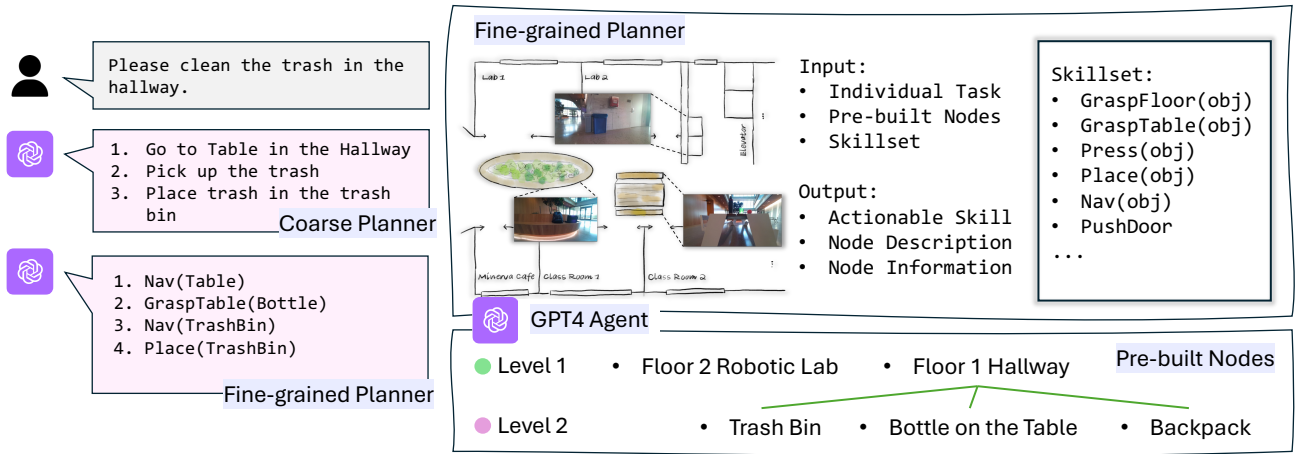 Please clean the trash in the
hallway.
1. Go to Table in the Hallway
2. Pick up the trash
3. Place trash in the trash
bin
Coarse Planner
1. Nav(Table)
2. GraspTable(Bottle)
3. Nav(TrashBin)
4. Place(TrashBin)
Fine-grained Planner
Fine-grained Planner
Lab 1
Lab 2
Elevator
...
Minerva Cafe
Class Room 1
Class Room 2
...
Input:
• Individual Task
• Pre-built Nodes
• Skillset
Output:
• Actionable Skill
• Node Description
• Node Information
Skillset:
• GraspFloor(obj)
• GraspTable(obj)
• Press(obj)
• Place(obj)
• Nav(obj)
• PushDoor
...
GPT4 Agent
Pre-built Nodes
Level 1 • Floor 2 Robotic Lab • Floor 1 Hallway
Level 2 • Trash Bin • Bottle on the Table • Backpack